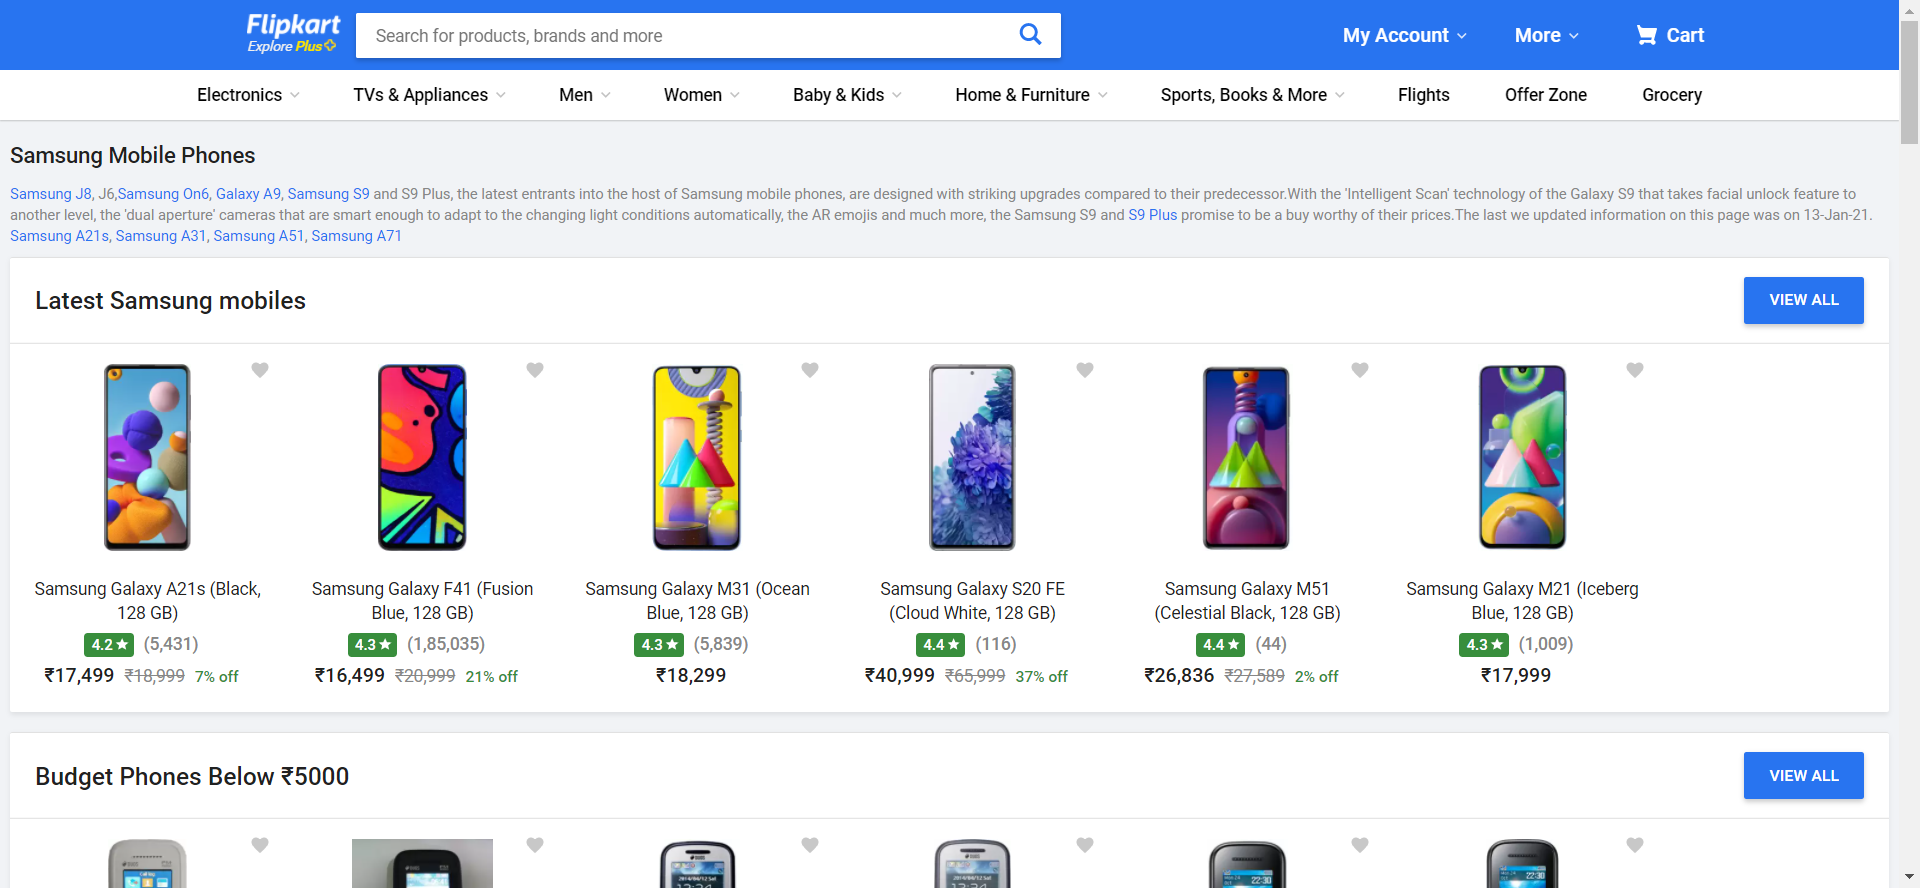 Flipkart
Explore Plus
Search for products, brands and more
My Account
More
Cart
Electronics
TVs & Appliances
Men
Women
Baby & Kids
Home & Furniture
Sports, Books & More
Flights
Offer Zone
Grocery
Samsung Mobile Phones
Samsung J8, J6,Samsung On6, Galaxy A9, Samsung S9 and S9 Plus, the latest entrants into the host of Samsung mobile phones, are designed with striking upgrades compared to their predecessor.With the 'Intelligent Scan' technology of the Galaxy S9 that takes facial unlock feature to
another level, the 'dual aperture' cameras that are smart enough to adapt to the changing light conditions automatically, the AR emojis and much more, the Samsung S9 and S9 Plus promise to be a buy worthy of their prices.The last we updated information on this page was on 13-Jan-21.
Samsung A21s, Samsung A31, Samsung A51, Samsung A71
Latest Samsung mobiles
VIEW ALL
Samsung Galaxy A21s (Black,
128 GB)
4.2★ (5,431)
₹17,499 ₹18,999 7% off
Samsung Galaxy F41 (Fusion
Blue, 128 GB)
4.3★ (1,85,035)
₹16,499 ₹20,999 21% off
Samsung Galaxy M31 (Ocean
Blue, 128 GB)
4.3★ (5,839)
₹18,299
Samsung Galaxy S20 FE
(Cloud White, 128 GB)
4.4★ (116)
₹40,999 ₹65,999 37% off
Samsung Galaxy M51
(Celestial Black, 128 GB)
4.4★ (44)
₹26,836 ₹27,589 2% off
Samsung Galaxy M21 (Iceberg
Blue, 128 GB)
4.3★ (1,009)
₹17,999
Budget Phones Below ₹5000
VIEW ALL
22:30
22:30